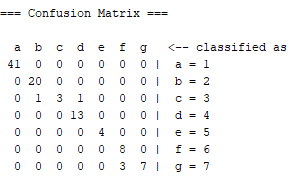 === Confusion Matrix ===
a b c d e f g <-- classified as
41 0 0 0 0 0 0 | a = 1
0 20 0 0 0 0 0 | b = 2
0 1 3 1 0 0 0 | c = 3
0 0 0 13 0 0 0 | d = 4
0 0 0 0 4 0 0 | e = 5
0 0 0 0 0 8 0 | f = 6
0 0 0 0 0 3 7 | g = 7